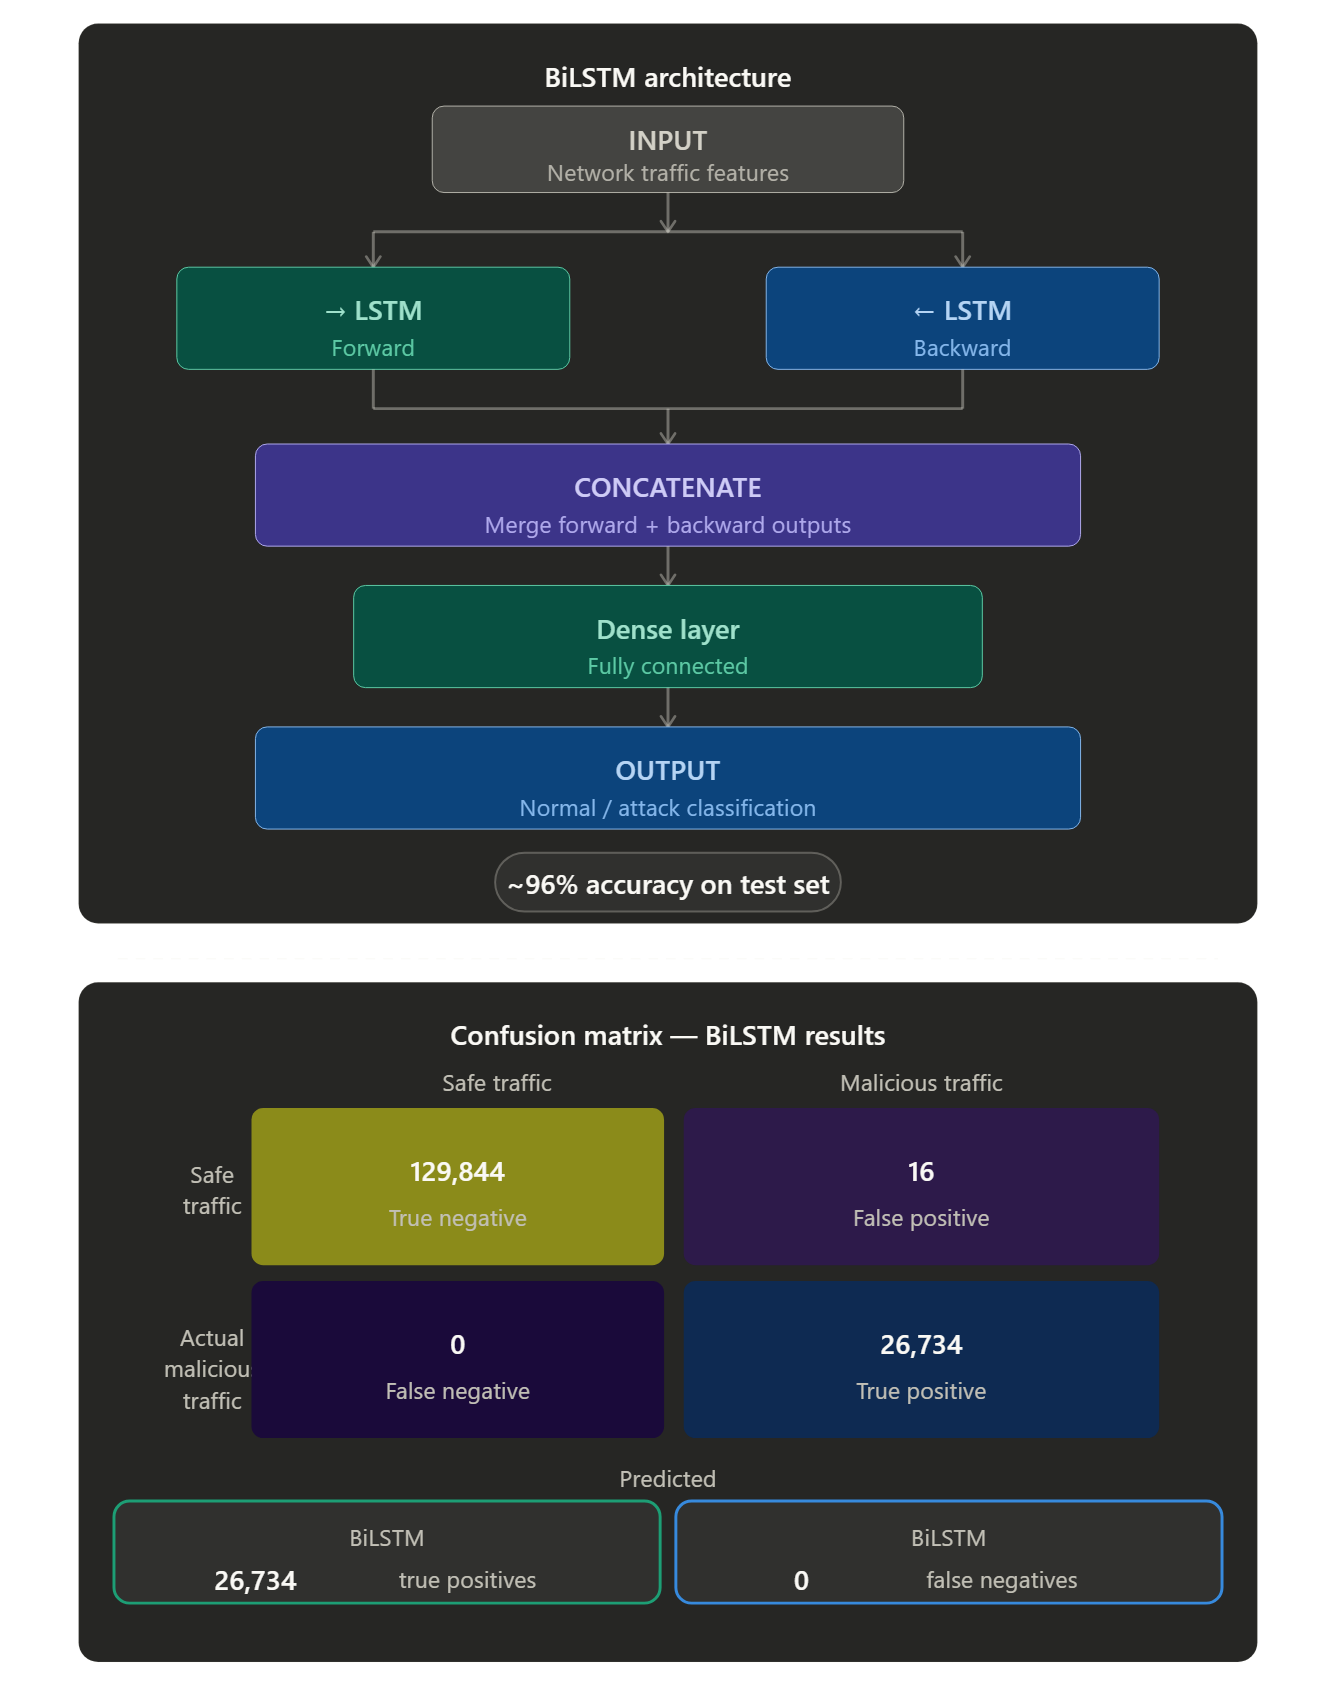 BiLSTM architecture
INPUT
Network traffic features
→ LSTM
Forward
← LSTM
Backward
CONCATENATE
Merge forward + backward outputs
Dense layer
Fully connected
OUTPUT
Normal / attack classification
~96% accuracy on test set
Confusion matrix — BiLSTM results
Safe traffic
Malicious traffic
Safe
traffic
129,844
True negative
16
False positive
Actual
maliciou
traffic
0
False negative
26,734
True positive
Predicted
BiLSTM
26,734 true positives
BiLSTM
0 false negatives